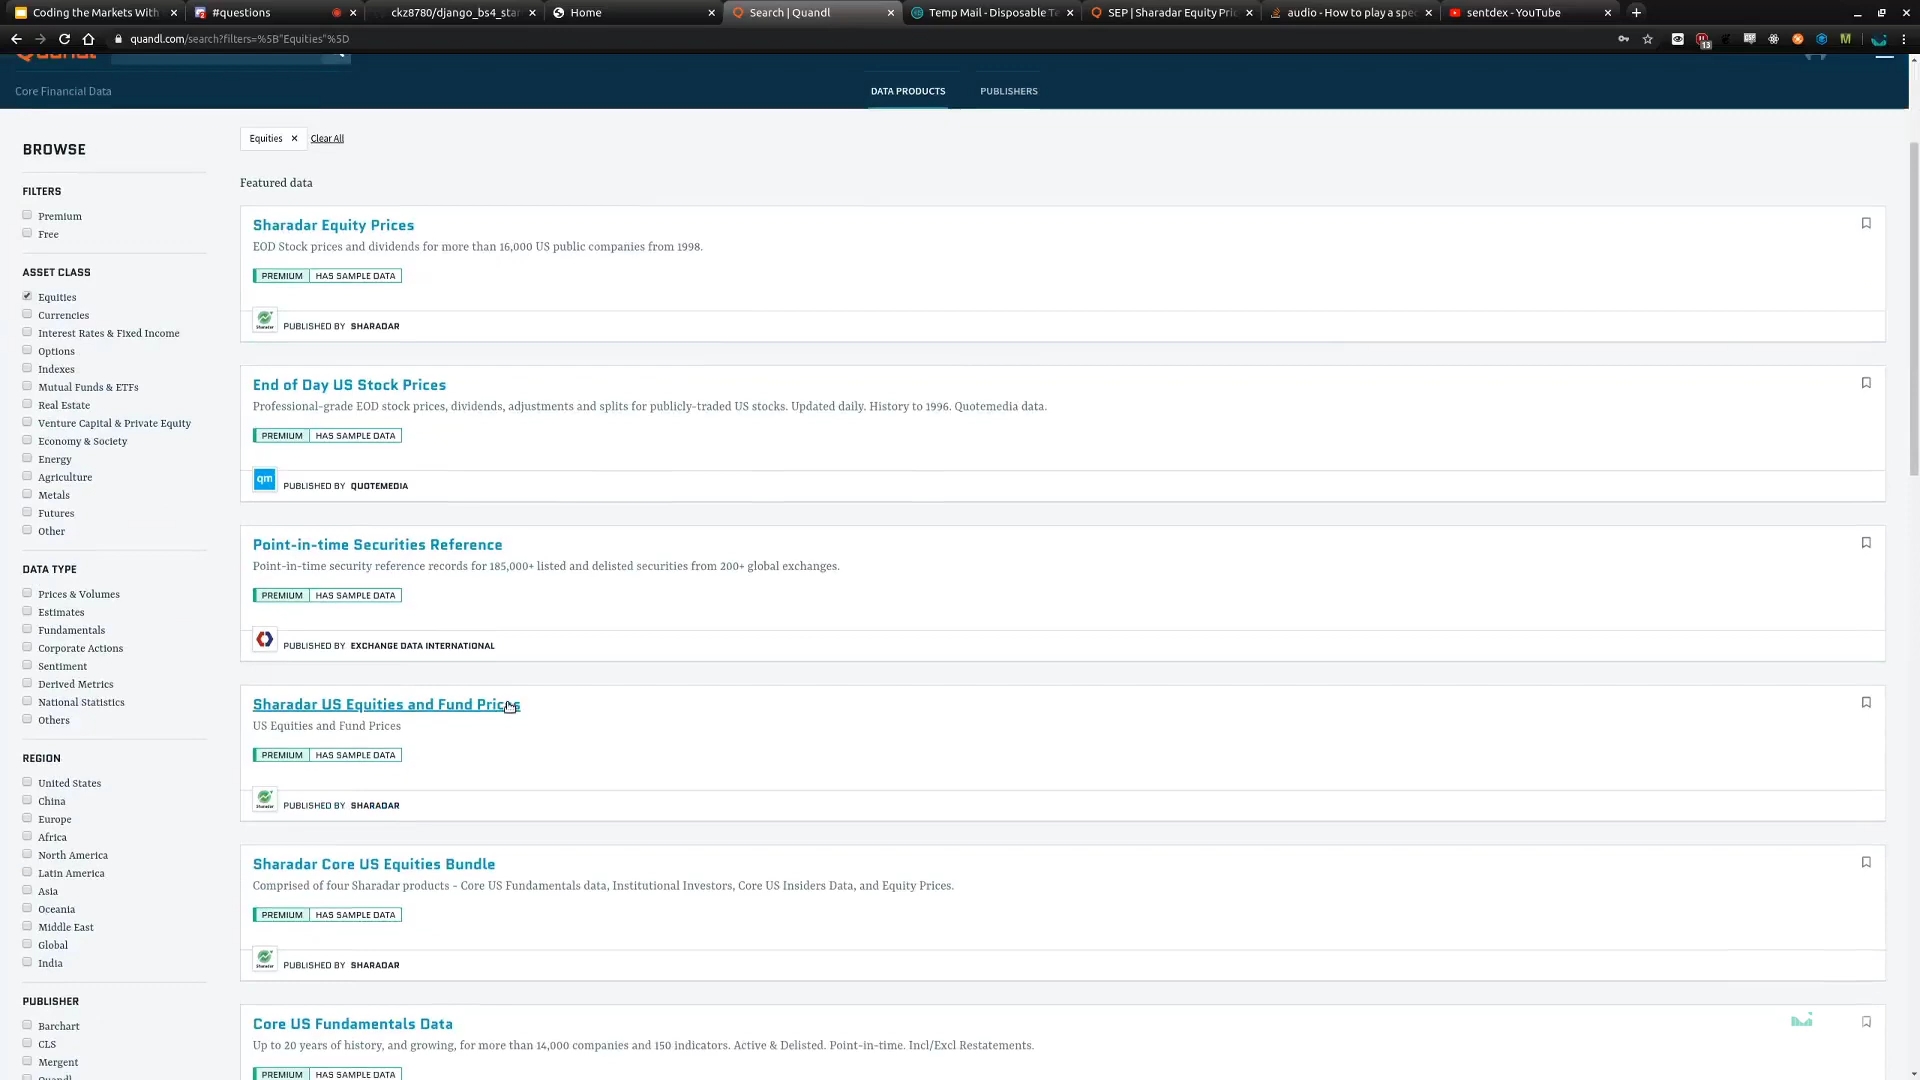 Coding the Markets With
#questions
ckz8780/django_bs4_sta
Home
Search | Quandl
Temp Mail - Disposable Te
SEP | Sharadar Equity Pri
audio - How to play a spec
sentdex - YouTube
quandl.com/search?filters=%5B"Equities"%5D
13
Core Financial Data
DATA PRODUCTS
PUBLISHERS
Equities
Clear All
BROWSE
FILTERS
Premium
Free
ASSET CLASS
Equities
Currencies
Interest Rates & Fixed Income
Options
Indexes
Mutual Funds & ETFs
Real Estate
Venture Capital & Private Equity
Economy & Society
Energy
Agriculture
Metals
Futures
Other
DATA TYPE
Prices & Volumes
Estimates
Fundamentals
Corporate Actions
Sentiment
Derived Metrics
National Statistics
Others
REGION
United States
China
Europe
Africa
North America
Latin America
Asia
Oceania
Middle East
Global
India
PUBLISHER
Barchart
CLS
Mergent
Quandl
Featured data
Sharadar Equity Prices
EOD Stock prices and dividends for more than 16,000 US public companies from 1998.
PREMIUM HAS SAMPLE DATA
PUBLISHED BY SHARADAR
End of Day US Stock Prices
Professional-grade EOD stock prices, dividends, adjustments and splits for publicly-traded US stocks. Updated daily. History to 1996. Quotemedia data.
PREMIUM HAS SAMPLE DATA
qm PUBLISHED BY QUOTEMEDIA
Point-in-time Securities Reference
Point-in-time security reference records for 185,000+ listed and delisted securities from 200+ global exchanges.
PREMIUM HAS SAMPLE DATA
PUBLISHED BY EXCHANGE DATA INTERNATIONAL
Sharadar US Equities and Fund Prices
US Equities and Fund Prices
PREMIUM HAS SAMPLE DATA
PUBLISHED BY SHARADAR
Sharadar Core US Equities Bundle
Comprised of four Sharadar products - Core US Fundamentals data, Institutional Investors, Core US Insiders Data, and Equity Prices.
PREMIUM HAS SAMPLE DATA
PUBLISHED BY SHARADAR
Core US Fundamentals Data
Up to 20 years of history, and growing, for more than 14,000 companies and 150 indicators. Active & Delisted. Point-in-time. Incl/Excl Restatements.
PREMIUM HAS SAMPLE DATA